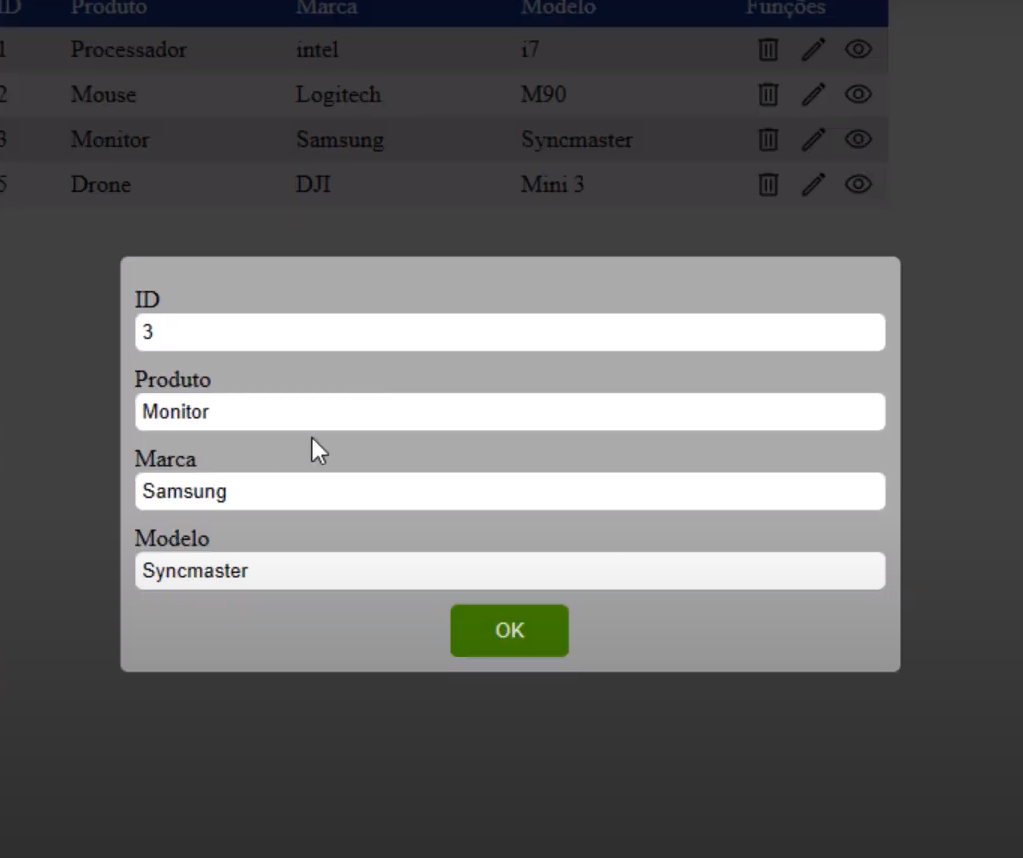 ID Produto Marca Modelo Funções
1 Processador intel i7
2 Mouse Logitech M90
3 Monitor Samsung Syncmaster
5 Drone DJI Mini 3
ID
3
Produto
Monitor
Marca
Samsung
Modelo
Syncmaster
OK